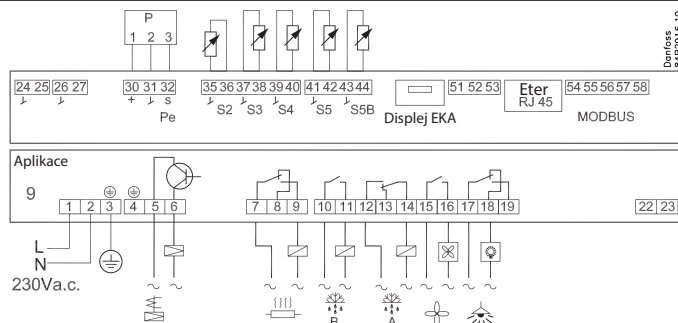 P
1 2 3
Danfoss
24 25 26 27 30 31 32 35 36 37 38 39 40 41 42 43 44 51 52 53 54 55 56 57 58
+ s
S2 S3 S4 S5 S5B
Pe
Displej EKA
Eter
RJ 45
MODBUS
Aplikace
9
1 2 3 4 5 6 7 8 9 10 11 12 13 14 15 16 17 18 19 22 23
L
N
230Va.c.
B A